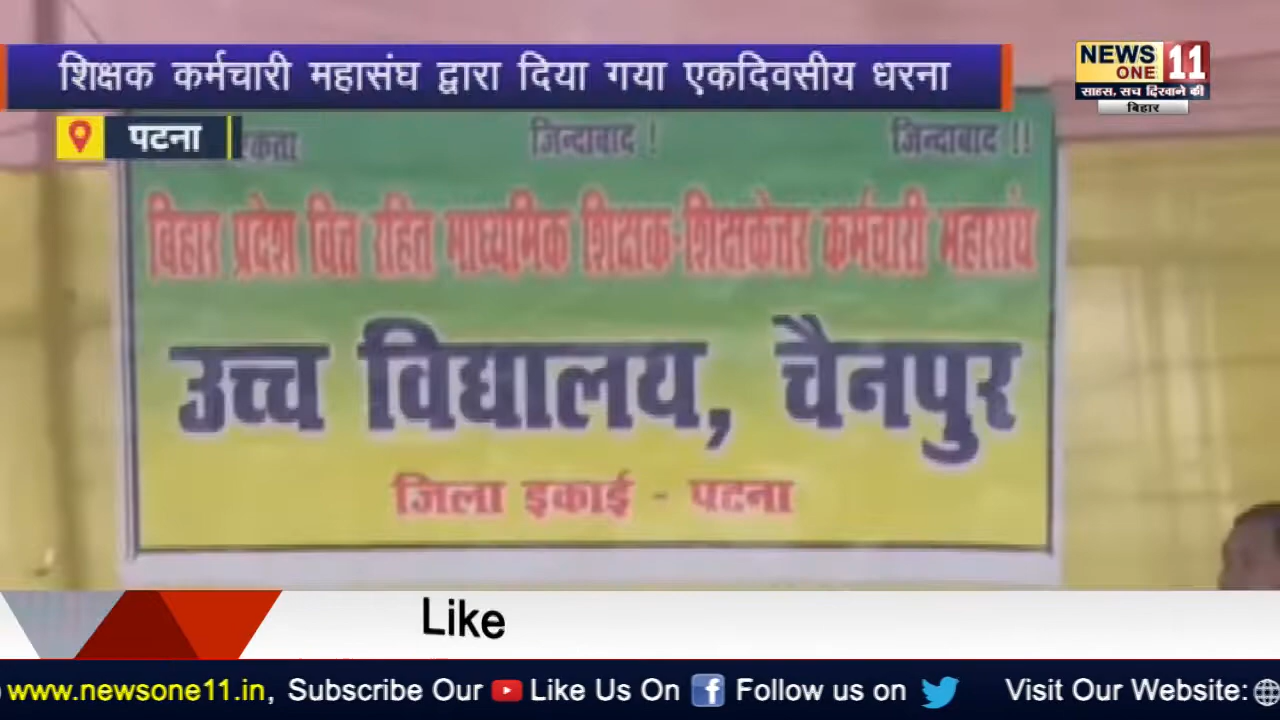 शिक्षक कर्मचारी महासंघ द्वारा दिया गया एकदिवसीय धरना
NEWS ONE 11
साहस, सच दिखाने की
बिहार
पटना
जिन्दाबाद ! जिन्दाबाद !!
बिहार प्रदेश वित्त रहित माध्यमिक शिक्षक-शिक्षकेत्तर कर्मचारी महासंघ
उच्च विद्यालय, चैनपुर
जिला इकाई - पटना
Like
www.newsone11.in, Subscribe Our Like Us On Follow us on Visit Our Website: